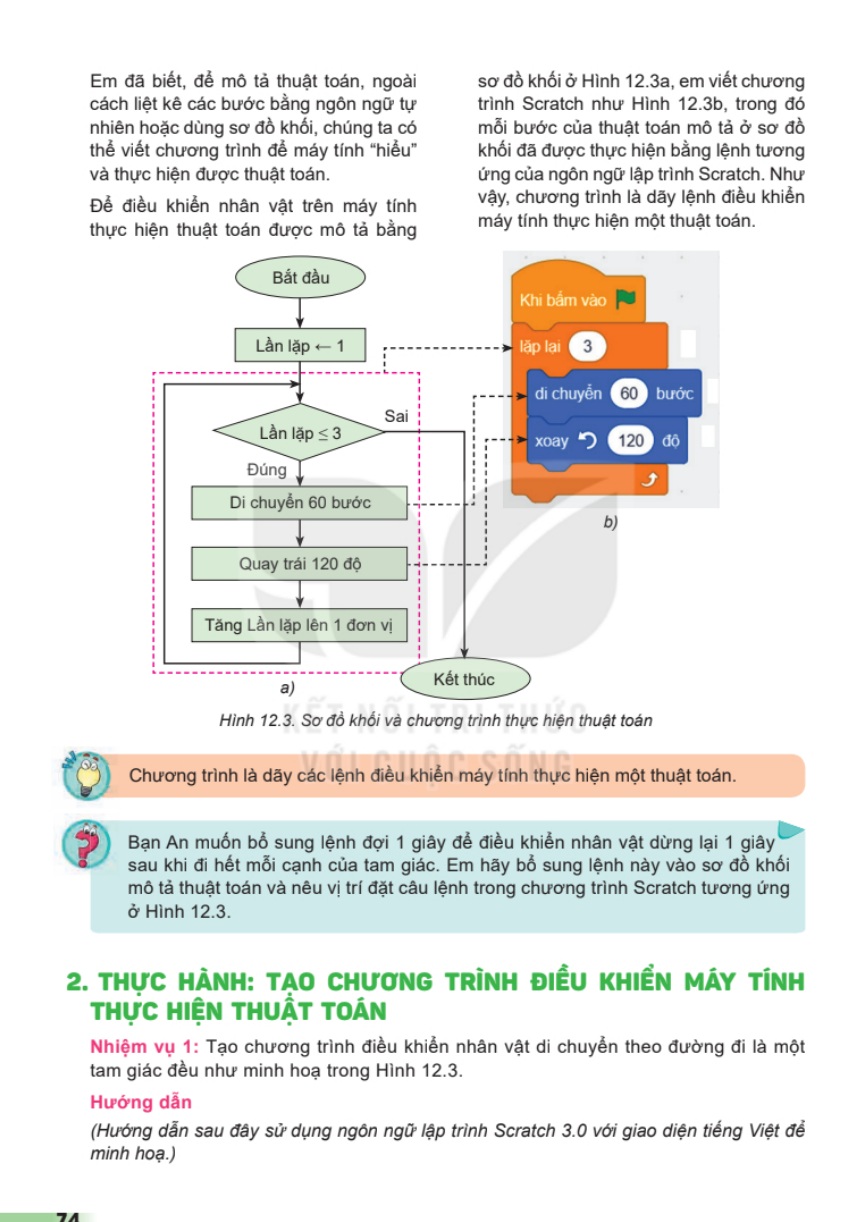 Em đã biết, để mô tả thuật toán, ngoài
cách liệt kê các bước bằng ngôn ngữ tự
nhiên hoặc dùng sơ đồ khối, chúng ta có
thể viết chương trình để máy tính “hiểu”
và thực hiện được thuật toán.
Để điều khiển nhân vật trên máy tính
thực hiện thuật toán được mô tả bằng
sơ đồ khối ở Hình 12.3a, em viết chương
trình Scratch như Hình 12.3b, trong đó
mỗi bước của thuật toán mô tả ở sơ đồ
khối đã được thực hiện bằng lệnh tương
ứng của ngôn ngữ lập trình Scratch. Như
vậy, chương trình là dãy lệnh điều khiển
máy tính thực hiện một thuật toán.
Bắt đầu
Lần lặp ← 1
Lần lặp ≤ 3
Sai
Đúng
Di chuyển 60 bước
Quay trái 120 độ
Tăng Lần lặp lên 1 đơn vị
Kết thúc
a)
Khi bấm vào
lặp lại 3
di chuyển 60 bước
xoay 120 độ
b)
Hình 12.3. Sơ đồ khối và chương trình thực hiện thuật toán
KẾT NỐI TRI THỨC
VỚI CUỘC SỐNG
Chương trình là dãy các lệnh điều khiển máy tính thực hiện một thuật toán.
Bạn An muốn bổ sung lệnh đợi 1 giây để điều khiển nhân vật dừng lại 1 giây
sau khi đi hết mỗi cạnh của tam giác. Em hãy bổ sung lệnh này vào sơ đồ khối
mô tả thuật toán và nêu vị trí đặt câu lệnh trong chương trình Scratch tương ứng
ở Hình 12.3.
2. THỰC HÀNH: TẠO CHƯƠNG TRÌNH ĐIỀU KHIỂN MÁY TÍNH
THỰC HIỆN THUẬT TOÁN
Nhiệm vụ 1: Tạo chương trình điều khiển nhân vật di chuyển theo đường đi là một
tam giác đều như minh hoạ trong Hình 12.3.
Hướng dẫn
(Hướng dẫn sau đây sử dụng ngôn ngữ lập trình Scratch 3.0 với giao diện tiếng Việt để
minh hoạ.)
74